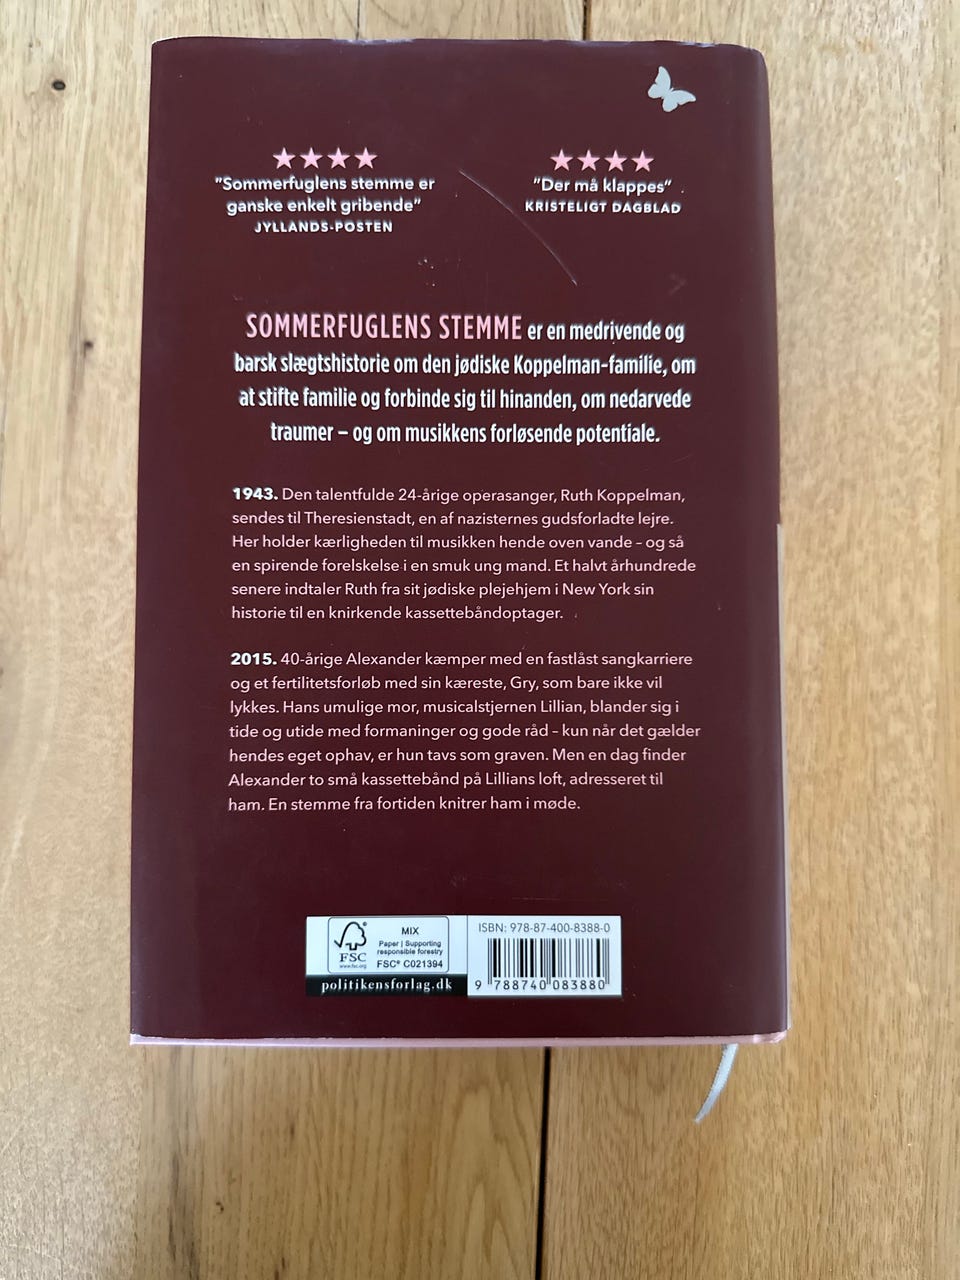 ★★★★
"Sommerfuglens stemme er
ganske enkelt gribende"
JYLLANDS-POSTEN
★★★★
"Der må klappes"
KRISTELIGT DAGBLAD
SOMMERFUGLENS STEMME er en medrivende og
barsk slægtshistorie om den jødiske Koppelman-familie, om
at stifte familie og forbinde sig til hinanden, om nedarvede
traumer – og om musikkens forløsende potentiale.
1943. Den talentfulde 24-årige operasanger, Ruth Koppelman,
sendes til Theresienstadt, en af nazisternes gudsforladte lejre.
Her holder kærligheden til musikken hende oven vande – og så
en spirende forelskelse i en smuk ung mand. Et halvt århundrede
senere indtaler Ruth fra sit jødiske plejehjem i New York sin
historie til en knirkende kassettebåndoptager.
2015. 40-årige Alexander kæmper med en fastlåst sangkarriere
og et fertilitetsforløb med sin kæreste, Gry, som bare ikke vil
lykkes. Hans umulige mor, musicalstjernen Lillian, blander sig i
tide og utide med formaninger og gode råd – kun når det gælder
hendes eget ophav, er hun tavs som graven. Men en dag finder
Alexander to små kassettebånd på Lillians loft, adresseret til
ham. En stemme fra fortiden knitrer ham i møde.
FSC
www.fsc.org
MIX
Paper | Supporting
responsible forestry
FSC® C021394
politikensforlag.dk
ISBN: 978-87-400-8388-0
9 788740 083880